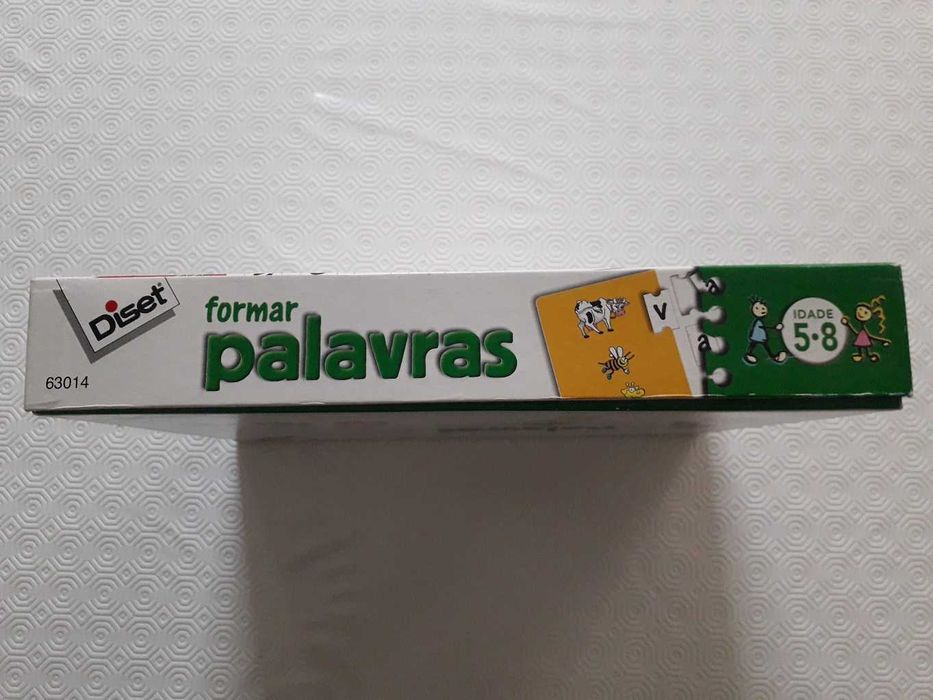 Diset
63014
formar
palavras
v
a
a
IDADE
5•8